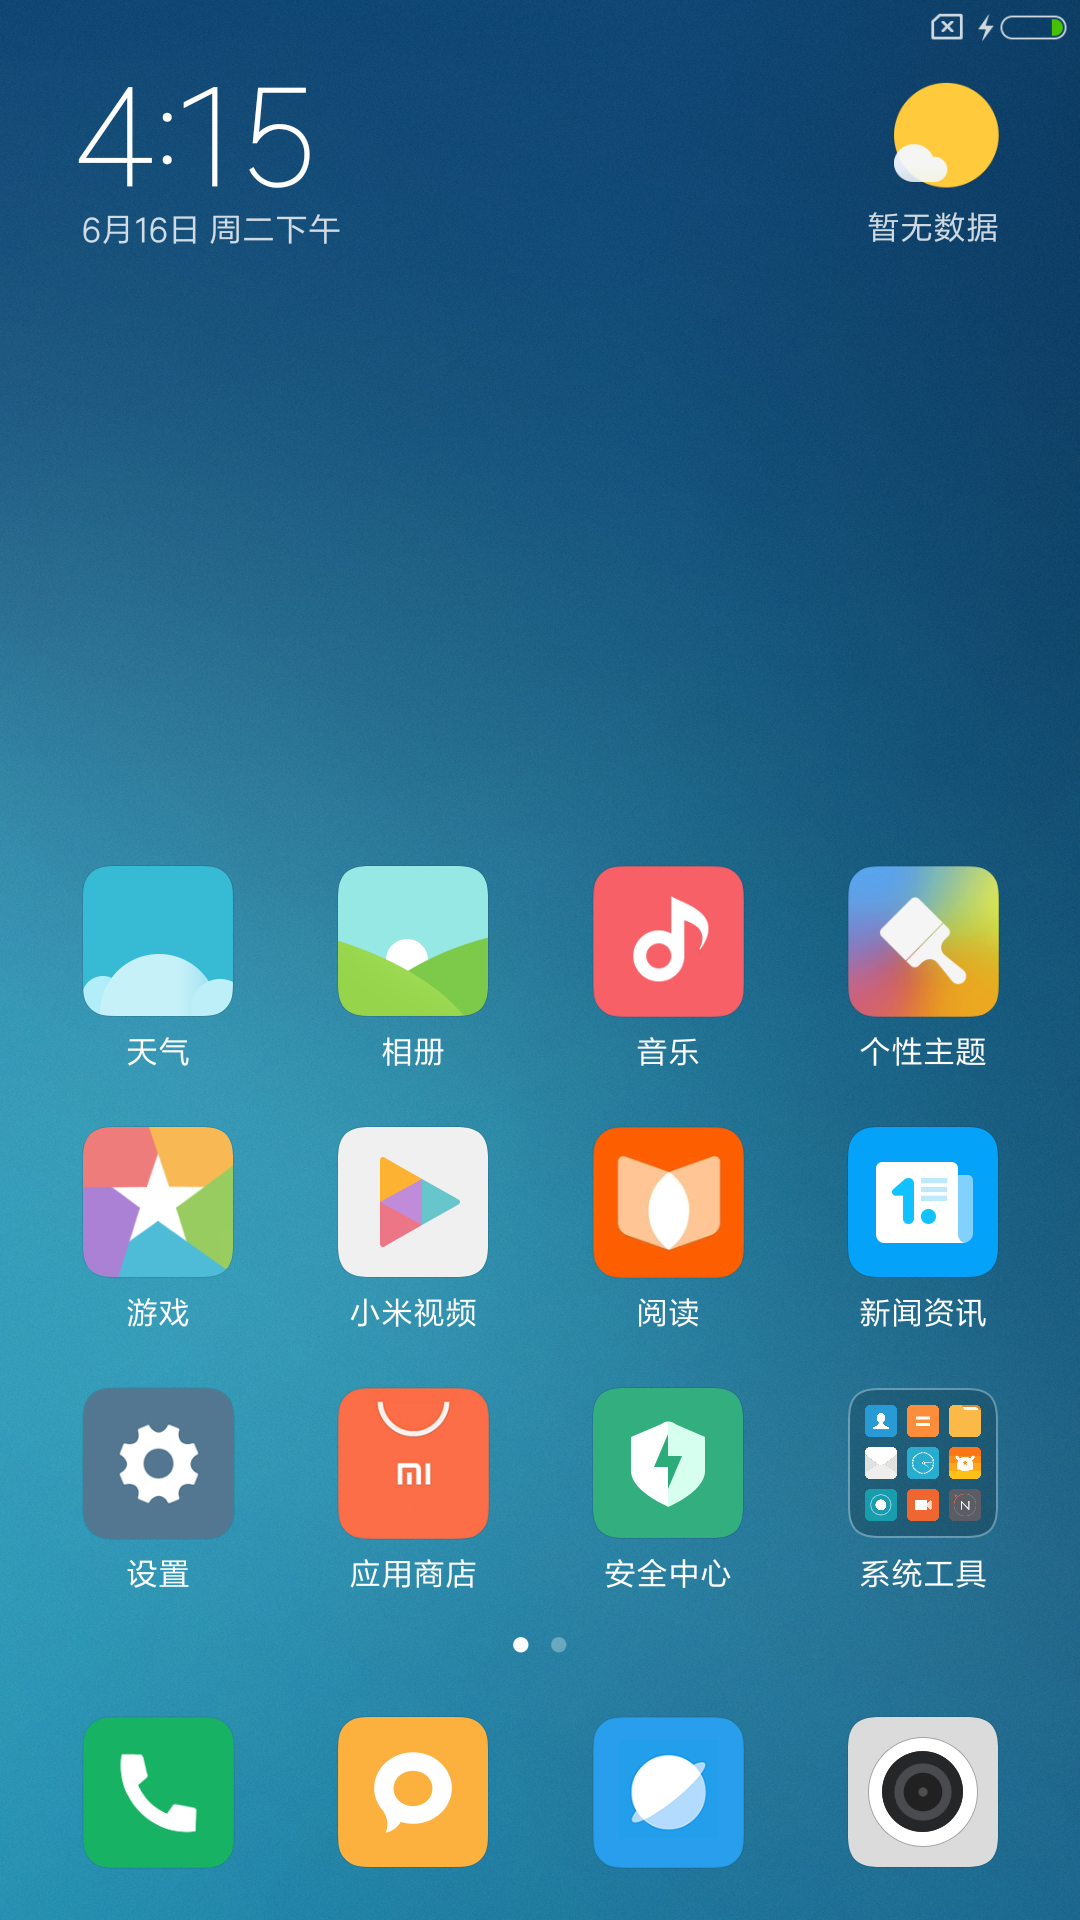 4:15
6月16日 周二下午
暂无数据
天气
相册
音乐
个性主题
游戏
小米视频
阅读
1.
新闻资讯
mi
N
设置
应用商店
安全中心
系统工具